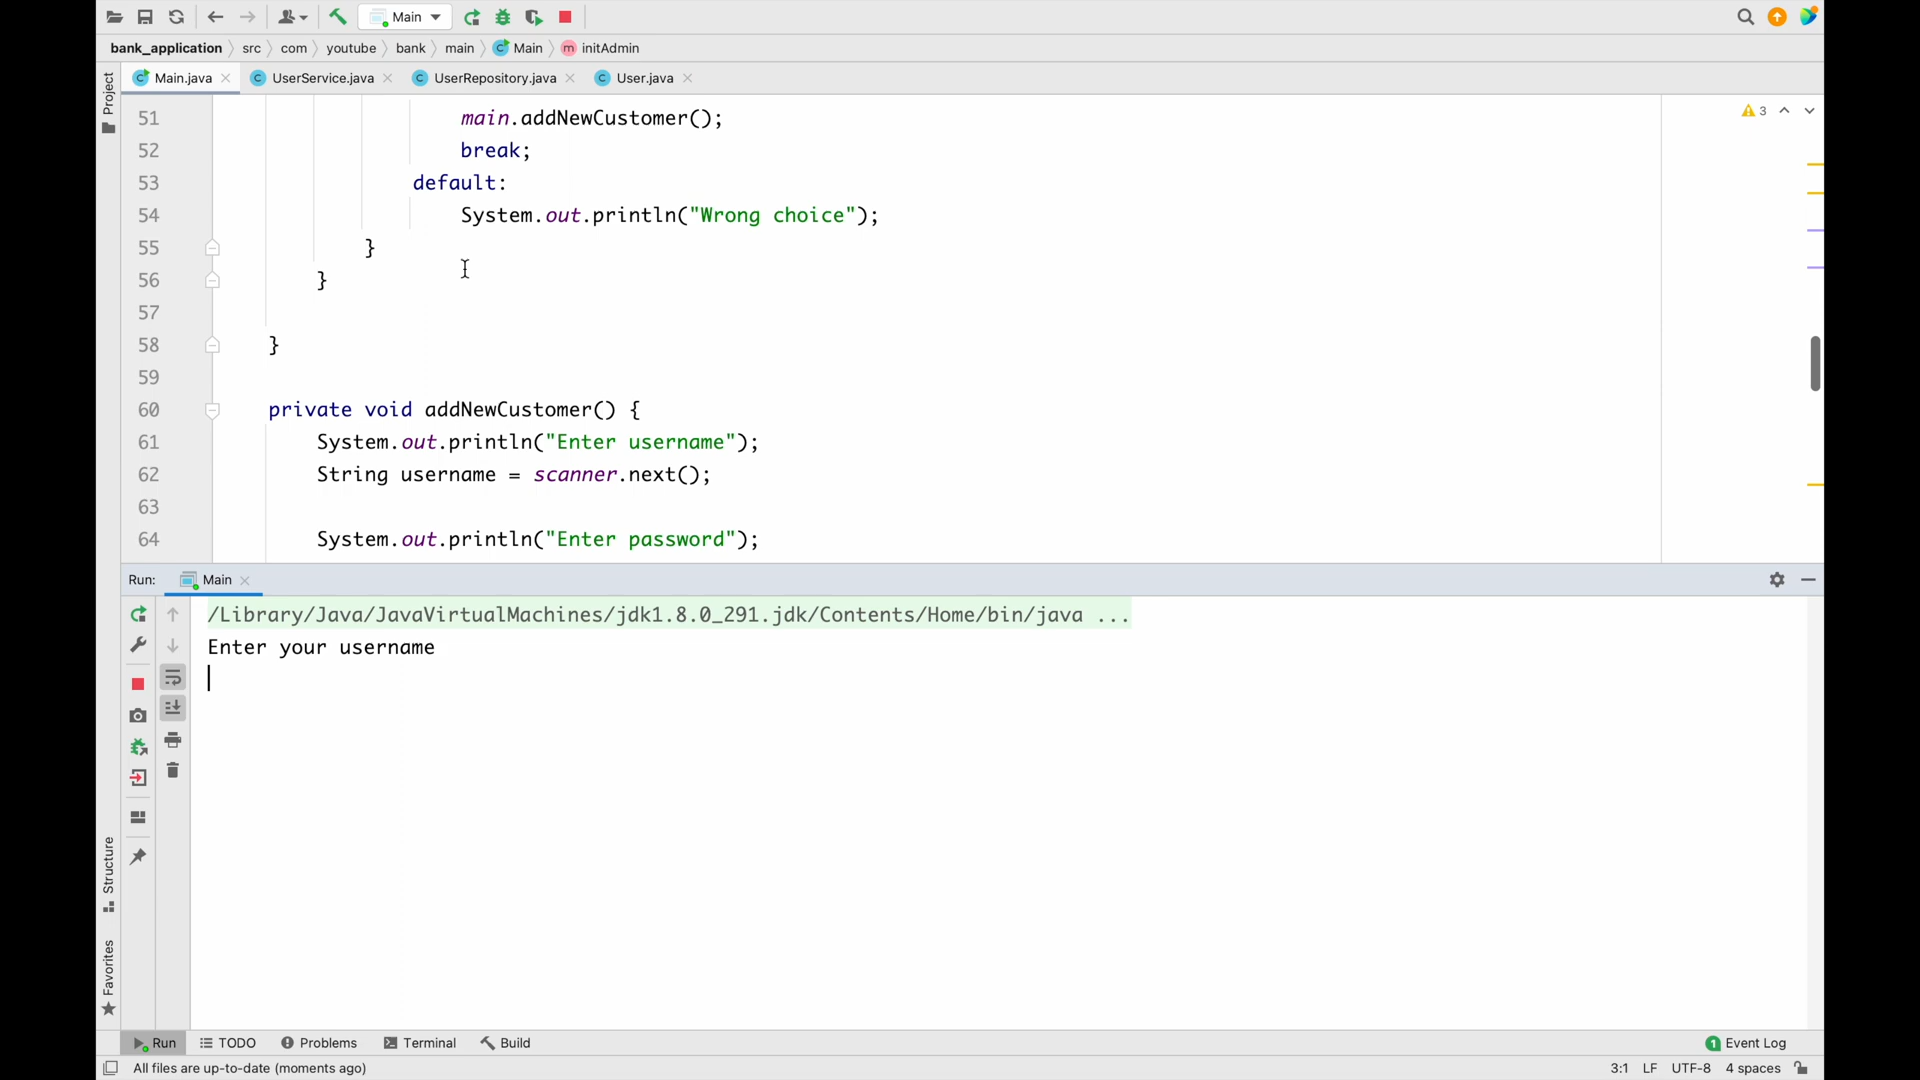 Main
bank_application src com youtube bank main Main initAdmin
Main.java UserService.java UserRepository.java User.java
Project
3
51 main.addNewCustomer();
52 break;
53 default:
54 System.out.println("Wrong choice");
55 }
56 }
57
58 }
59
60 private void addNewCustomer() {
61 System.out.println("Enter username");
62 String username = scanner.next();
63
64 System.out.println("Enter password");
Run: Main
/Library/Java/JavaVirtualMachines/jdk1.8.0_291.jdk/Contents/Home/bin/java ...
Enter your username
Structure
Favorites
Run TODO Problems Terminal Build 1 Event Log
All files are up-to-date (moments ago) 3:1 LF UTF-8 4 spaces